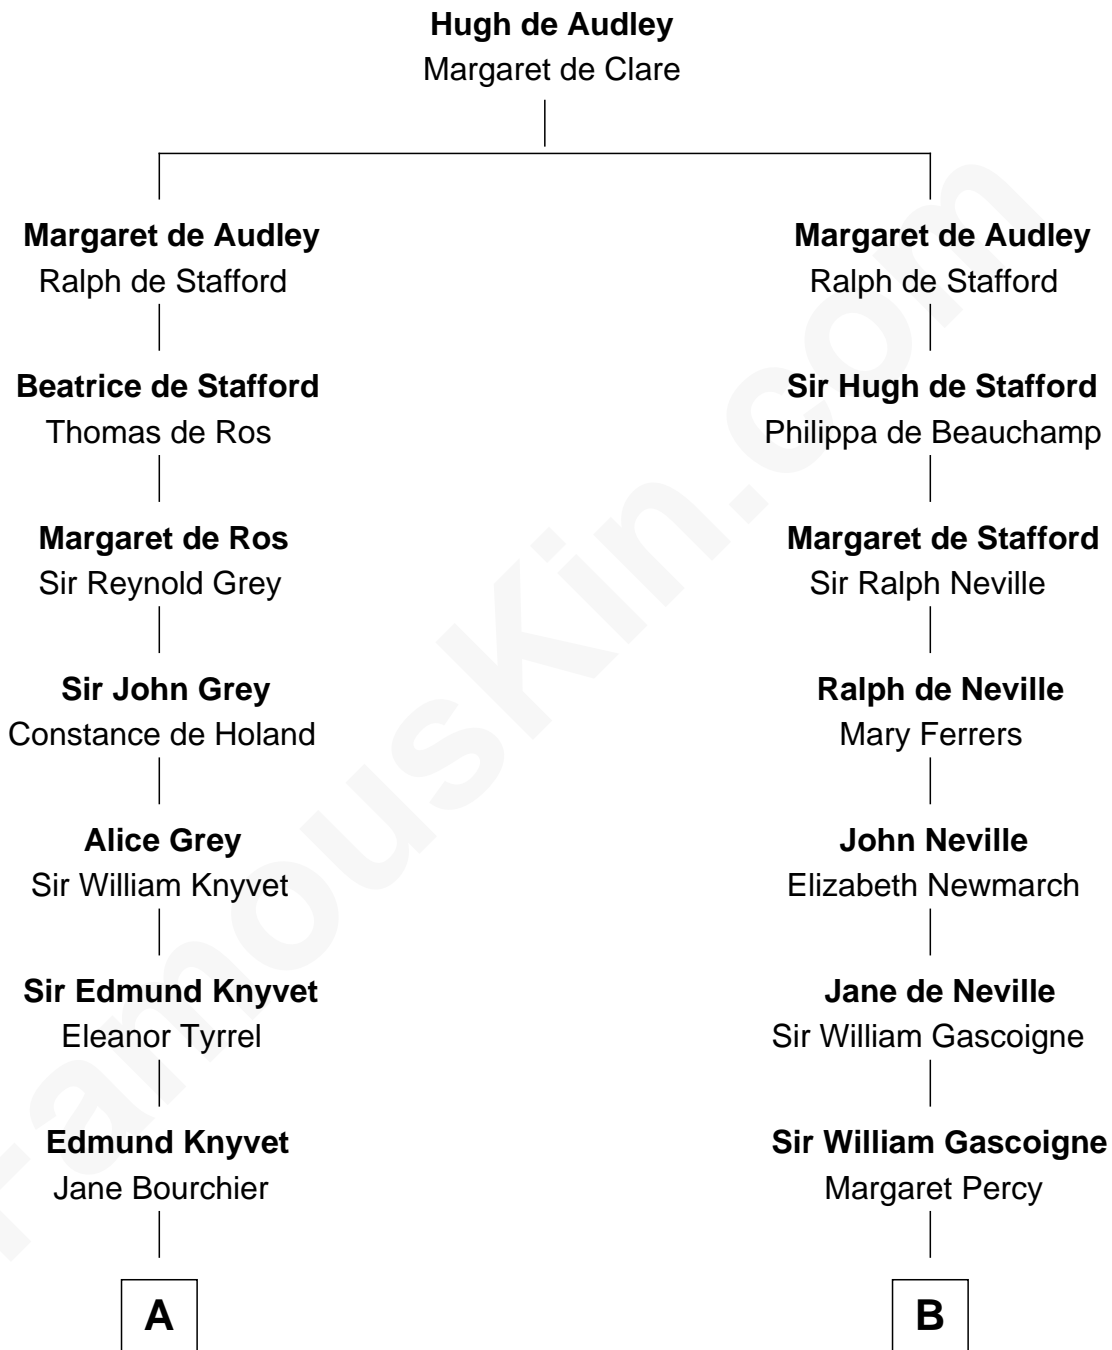 Hugh de Audley
Margaret de Clare
Margaret de Audley
Ralph de Stafford
Margaret de Audley
Ralph de Stafford
Beatrice de Stafford
Thomas de Ros
Sir Hugh de Stafford
Philippa de Beauchamp
Margaret de Ros
Sir Reynold Grey
Margaret de Stafford
Sir Ralph Neville
Sir John Grey
Constance de Holand
Ralph de Neville
Mary Ferrers
Alice Grey
Sir William Knyvet
John Neville
Elizabeth Newmarch
Sir Edmund Knyvet
Eleanor Tyrrel
Jane de Neville
Sir William Gascoigne
Edmund Knyvet
Jane Bourchier
Sir William Gascoigne
Margaret Percy
A
B
FamousKin.com